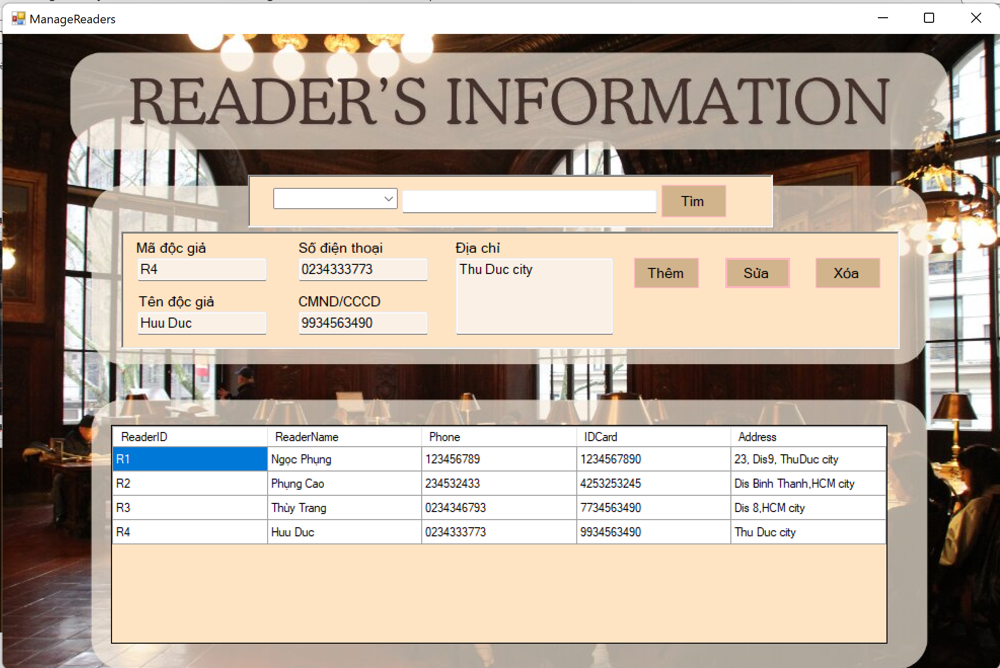 ManageReaders
READER'S INFORMATION
Tìm
Mã độc giả
Số điện thoại
Địa chỉ
R4
0234333773
Thu Duc city
Thêm
Sửa
Xóa
Tên độc giả
CMND/CCCD
Huu Duc
9934563490
ReaderID ReaderName Phone IDCard Address
R1 Ngọc Phụng 123456789 1234567890 23, Dis9, ThuDuc city
R2 Phụng Cao 234532433 4253253245 Dis Binh Thanh,HCM city
R3 Thùy Trang 0234346793 7734563490 Dis 8,HCM city
R4 Huu Duc 0234333773 9934563490 Thu Duc city